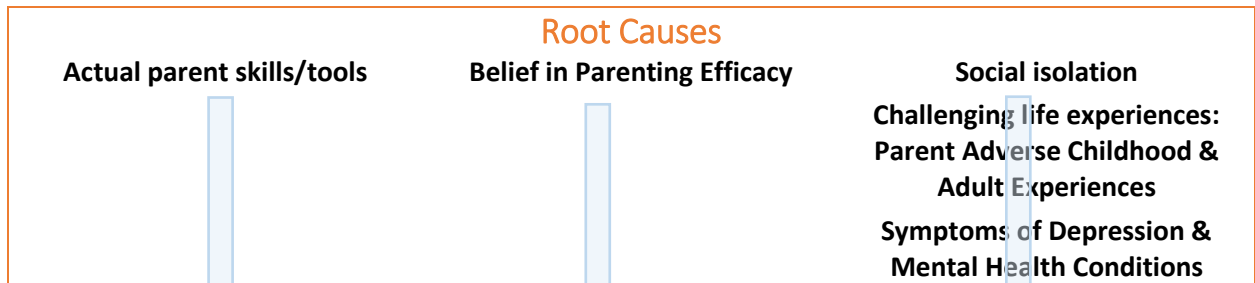 Root Causes
Actual parent skills/tools
Belief in Parenting Efficacy
Social isolation
Challenging life experiences:
Parent Adverse Childhood &
Adult Experiences
Symptoms of Depression &
Mental Health Conditions